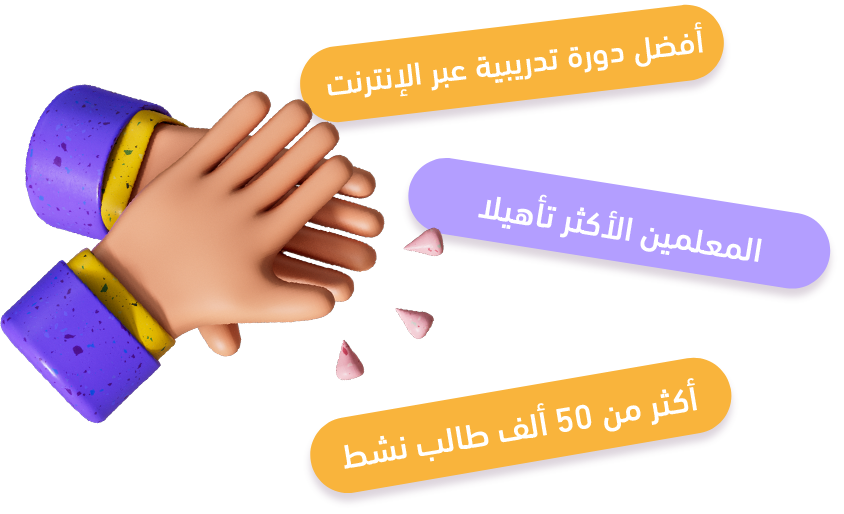 أفضل دورة تدريبية عبر الإنترنت
المعلمين الأكثر تأهيلا
أكثر من 50 ألف طالب نشط